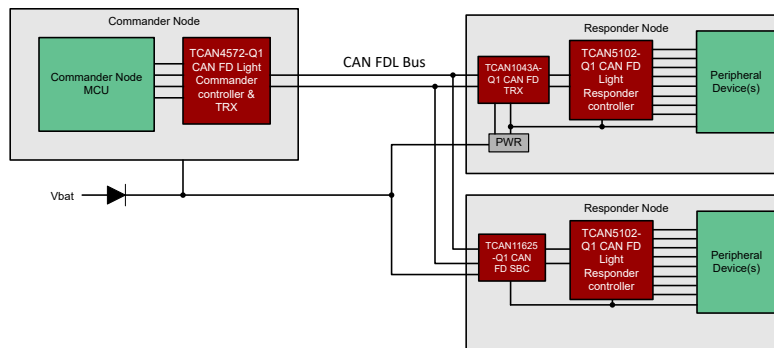 Commander Node
Commander Node
MCU
TCAN4572-Q1
CAN FD Light
Commander
controller &
TRX
CAN FDL Bus
Vbat
Responder Node
TCAN1043A-
Q1 CAN FD
TRX
PWR
TCAN5102-
Q1 CAN FD
Light
Responder
controller
Peripheral
Device(s)
Responder Node
TCAN11625
-Q1 CAN
FD SBC
TCAN5102-
Q1 CAN FD
Light
Responder
controller
Peripheral
Device(s)